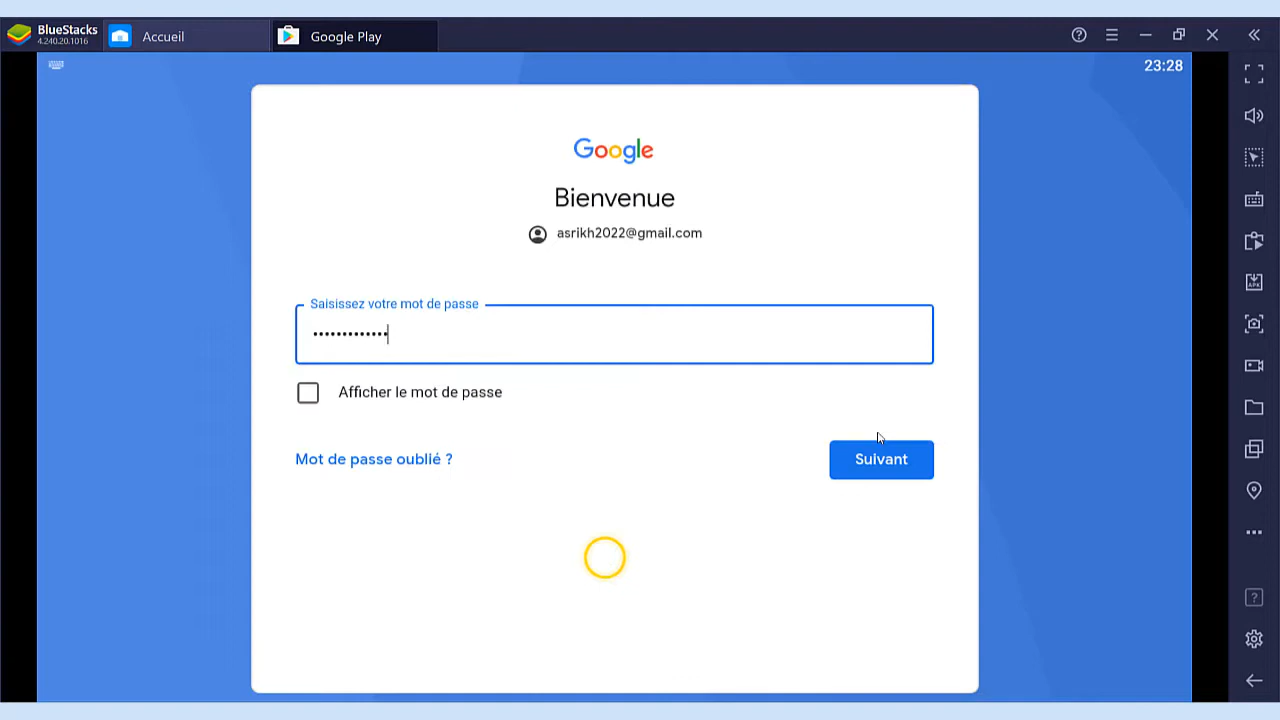 BlueStacks
4.240.20.1016
Accueil
Google Play
23:28
Google
Bienvenue
asrikh2022@gmail.com
Saisissez votre mot de passe
•••••••••••••
Afficher le mot de passe
Mot de passe oublié ?
Suivant
APK